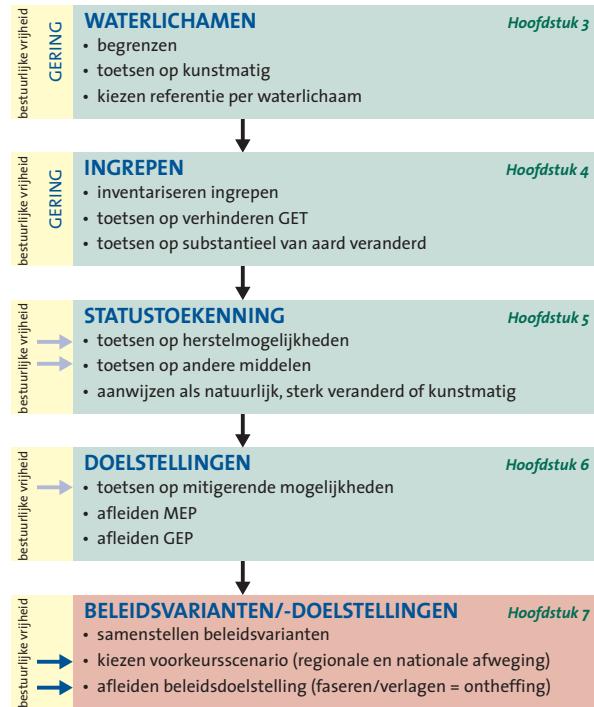 bestuurlijke vrijheid
GERING
WATERLICHAMEN
Hoofdstuk 3
• begrenzen
• toetsen op kunstmatig
• kiezen referentie per waterlichaam
bestuurlijke vrijheid
GERING
INGREPEN
Hoofdstuk 4
• inventariseren ingrepen
• toetsen op verhinderen GET
• toetsen op substantieel van aard veranderd
bestuurlijke vrijheid
STATUSTOEKENNING
Hoofdstuk 5
• toetsen op herstelmogelijkheden
• toetsen op andere middelen
• aanwijzen als natuurlijk, sterk veranderd of kunstmatig
bestuurlijke vrijheid
DOELSTELLINGEN
Hoofdstuk 6
• toetsen op mitigerende mogelijkheden
• afleiden MEP
• afleiden GEP
bestuurlijke vrijheid
BELEIDSVARIANTEN/-DOELSTELLINGEN
Hoofdstuk 7
• samenstellen beleidsvarianten
• kiezen voorkeursscenario (regionale en nationale afweging)
• afleiden beleidsdoelstelling (faseren/verlagen = ontheffing)